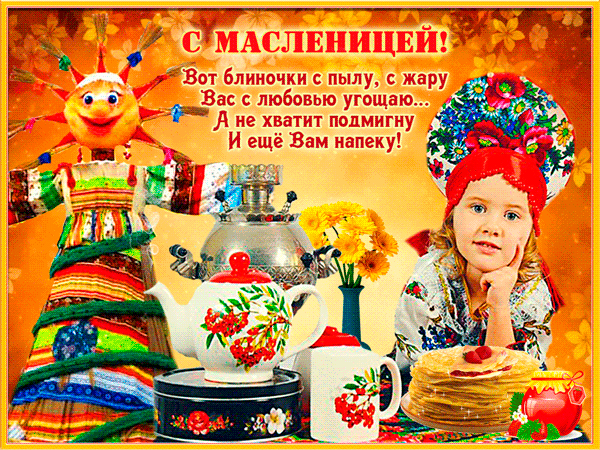 С МАСЛЕНИЦЕЙ!
Вот блиночки с пылу, с жару
Вас с любовью угощаю...
А не хватит подмигну
И ещё Вам напеку!